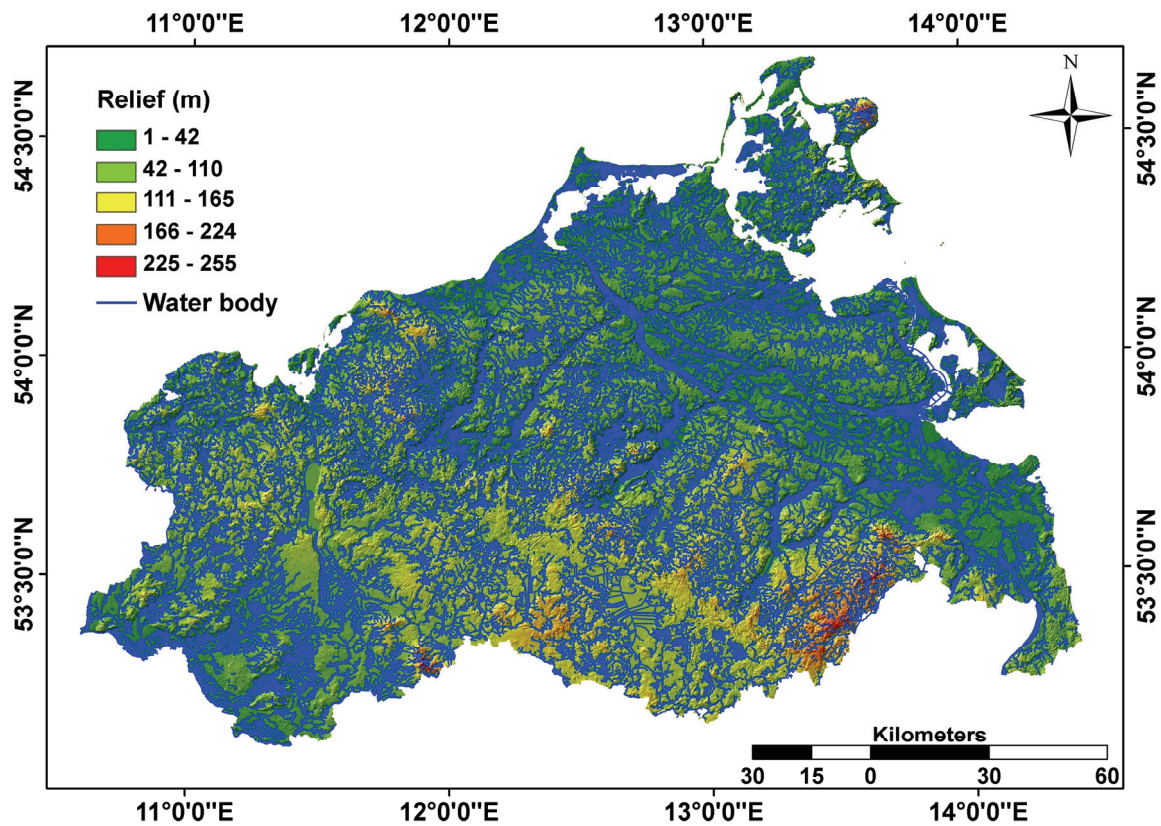 11°0'0"E 12°0'0"E 13°0'0"E 14°0'0"E
N
Relief (m)
1 - 42
42 - 110
111 - 165
166 - 224
225 - 255
Water body
54°30'0"N 54°30'0"N
54°0'0"N 54°0'0"N
53°30'0"N 53°30'0"N
Kilometers
30 15 0 30 60
11°0'0"E 12°0'0"E 13°0'0"E 14°0'0"E